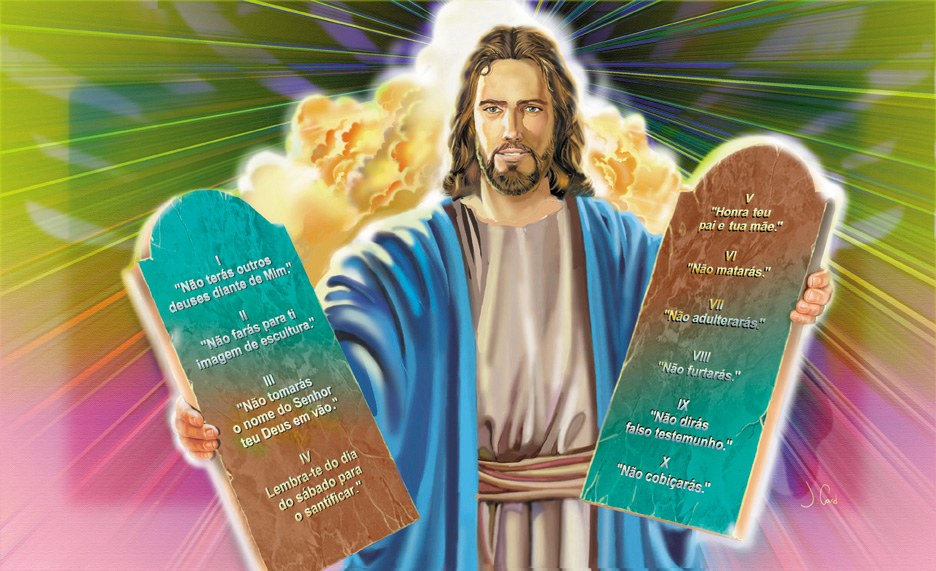 I
"Não terás outros
deuses diante de Mim."
II
"Não farás para ti
imagem de escultura."
III
"Não tomarás
o nome do Senhor
teu Deus em vão."
IV
Lembra-te do dia
do sábado para
o santificar."
V
"Honra teu
pai e tua mãe."
VI
"Não matarás."
VII
"Não adulterarás."
VIII
"Não furtarás."
IX
"Não dirás
falso testemunho."
X
"Não cobiçarás."